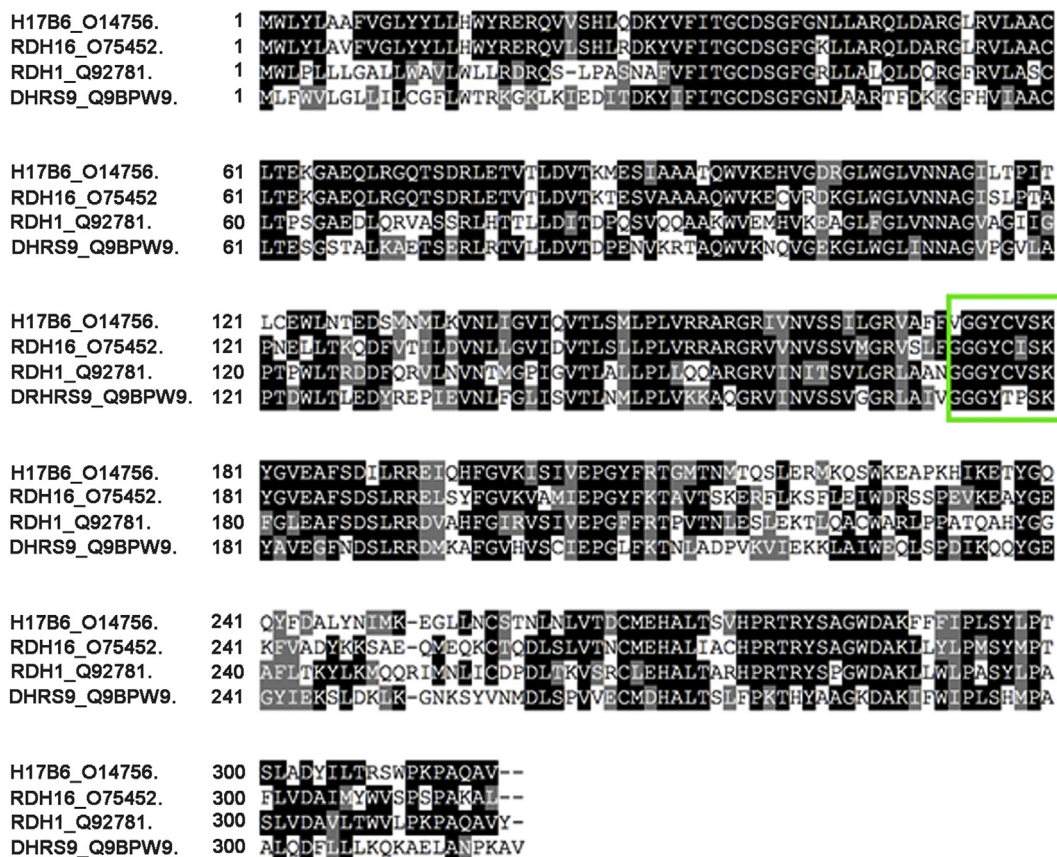 H17B6_O14756. 1 MWLYLAAFVGLYYLLHWYRERQVVSHLQDKYVFITGCDSGFGNLLARQLDARGLRVLAAC
RDH16_O75452. 1 MWLYLAVFVGLYYLLHWYRERQVLSHLRDKYVFITGCDSGFGKLLARQLDARGLRVLAAC
RDH1_Q92781. 1 MWLPLLLGALLWAVLWLLRDRQS-LPASNAFVFITGCDSGFGRLLALQLDQRGFRVLASC
DHRS9_Q9BPW9. 1 MLFWVLGLLILCGFLWTRKGKLKIEDITDKYIFITGCDSGFGNLAARTFDKKGFHVIAAC
H17B6_O14756. 61 LTEKGAEQLRGQTSDRLETVTLDVTKMESIAAATQWVKEHVGDRGLWGLVNNAGILTPIT
RDH16_O75452 61 LTEKGAEQLRGQTSDRLETVTLDVTKTESVAAAAQWVKECVRDKGLWGLVNNAGISLPTA
RDH1_Q92781. 60 LTPSGAEDLQRVASSRLHTTLLDITDPQSVQQAAKWVEMHVKEAGLFGLVNNAGVAGIIG
DHRS9_Q9BPW9. 61 LTESGSTALKAETSERLRTVLLDVTDPENVKRTAQWVKNQVGEKGLWGLINNAGVPGVLA
H17B6_O14756. 121 LCEWLNTEDSMNMLKVNLIGVIQVTLSMLPLVRRARGRIVNVSSILGRVAFFVGGYCVSK
RDH16_O75452. 121 PNELLTKQDFVTILDVNLLGVIDVTLSLLPLVRRARGRVVNVSSVMGRVSLFGGGYCISK
RDH1_Q92781. 120 PTPWLTRDDFQRVLNVNTMGPIGVTLALLPLLQQARGRVINITSVLGRLAANGGGYCVSK
DRHRS9_Q9BPW9. 121 PTDWLTLEDYREPIEVNLFGLISVTLNMLPLVKKAQGRVINVSSVGGRLAIVGGGYTPSK
H17B6_O14756. 181 YGVEAFSDILRREIQHFGVKISIVEPGYFRTGMTNMTQSLERMKQSWKEAPKHIKETYGQ
RDH16_O75452. 181 YGVEAFSDSLRRELSYFGVKVAMIEPGYFKTAVTSKERFLKSFLEIWDRSSPEVKEAYGE
RDH1_Q92781. 180 FGLEAFSDSLRRDVAHFGIRVSIVEPGFFRTPVTNLESLEKTLQACWARLPPATQAHYGG
DHRS9_Q9BPW9. 181 YAVEGFNDSLRRDMKAFGVHVSCIEPGLFKTNLADPVKVIEKKLAIWEQLSPDIKQQYGE
H17B6_O14756. 241 QYFDALYNIMK-EGLLNCSTNLNLVTDCMEHALTSVHPRTRYSAGWDAKFFFIPLSYLPT
RDH16_O75452. 241 KFVADYKKSAE-QMEQKCTQDLSLVTNCMEHALIACHPRTRYSAGWDAKLLYLPMSYMPT
RDH1_Q92781. 240 AFLTKYLKMQQRIMNLICDPDLTKVSRCLEHALTARHPRTRYSPGWDAKLLWLPASYLPA
DHRS9_Q9BPW9. 241 GYIEKSLDKLK-GNKSYVNMDLSPVVECMDHALTSLFPKTHYAAGKDAKIFWIPLSHMPA
H17B6_O14756. 300 SLADYILTRSWPKPAQAV--
RDH16_O75452. 300 FLVDAIMYWVSPSPAKAL--
RDH1_Q92781. 300 SLVDAVLTWVLPKPAQAVY-
DHRS9_Q9BPW9. 300 ALQDFLLLKQKAELANPKAV